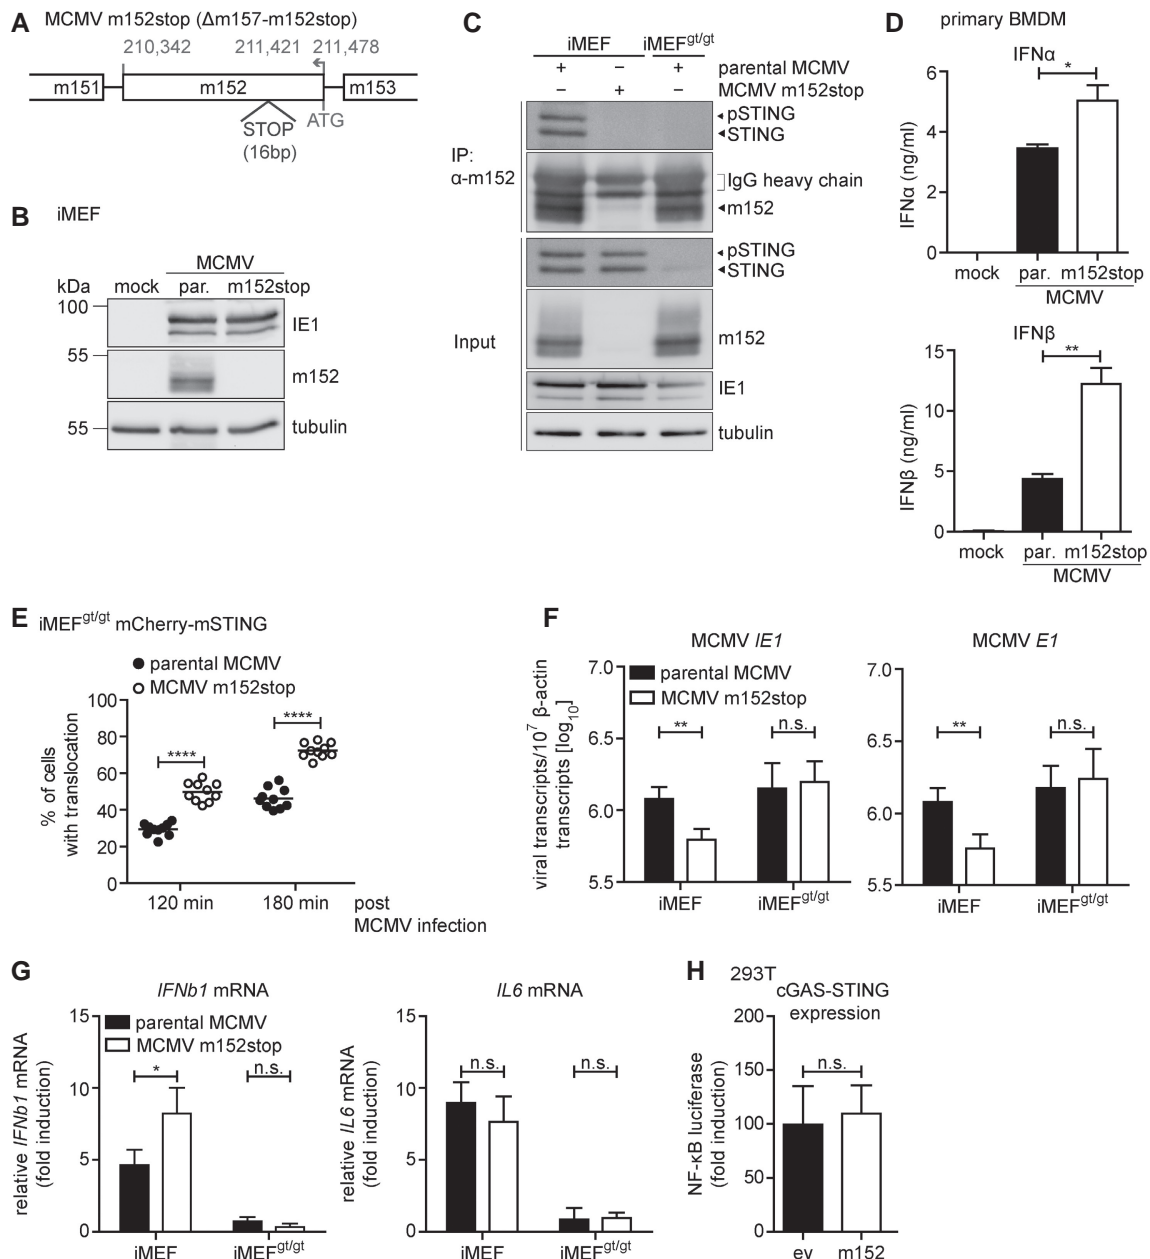 A
MCMV m152stop (Δm157-m152stop)
210,342
211,421
211,478
m151
m152
m153
STOP
(16bp)
ATG
B
iMEF
MCMV
kDa
mock
par.
m152stop
100
IE1
55
m152
55
tubulin
C
iMEF
iMEFgt/gt
+ – + parental MCMV
– + – MCMV m152stop
IP:
α-m152
pSTING
STING
IgG heavy chain
m152
Input
pSTING
STING
m152
IE1
tubulin
D
primary BMDM
IFNα
*
IFNα (ng/ml)
6
4
2
0
mock
par.
m152stop
MCMV
IFNβ
**
IFNβ (ng/ml)
15
10
5
0
mock
par.
m152stop
MCMV
E
iMEFgt/gt mCherry-mSTING
parental MCMV
MCMV m152stop
% of cells
with translocation
100
80
60
40
20
0
****
****
120 min
180 min
post
MCMV infection
F
MCMV IE1
parental MCMV
MCMV m152stop
viral transcripts/10^7 β-actin
transcripts [log10]
7.0
6.5
6.0
5.5
**
n.s.
iMEF
iMEFgt/gt
MCMV E1
7.0
6.5
6.0
5.5
**
n.s.
iMEF
iMEFgt/gt
G
IFNb1 mRNA
parental MCMV
MCMV m152stop
relative IFNb1 mRNA
(fold induction)
15
10
5
0
*
n.s.
iMEF
iMEFgt/gt
IL6 mRNA
relative IL6 mRNA
(fold induction)
15
10
5
0
n.s.
n.s.
iMEF
iMEFgt/gt
H
293T
cGAS-STING
expression
NF-κB luciferase
(fold induction)
200
150
100
50
0
n.s.
ev
m152